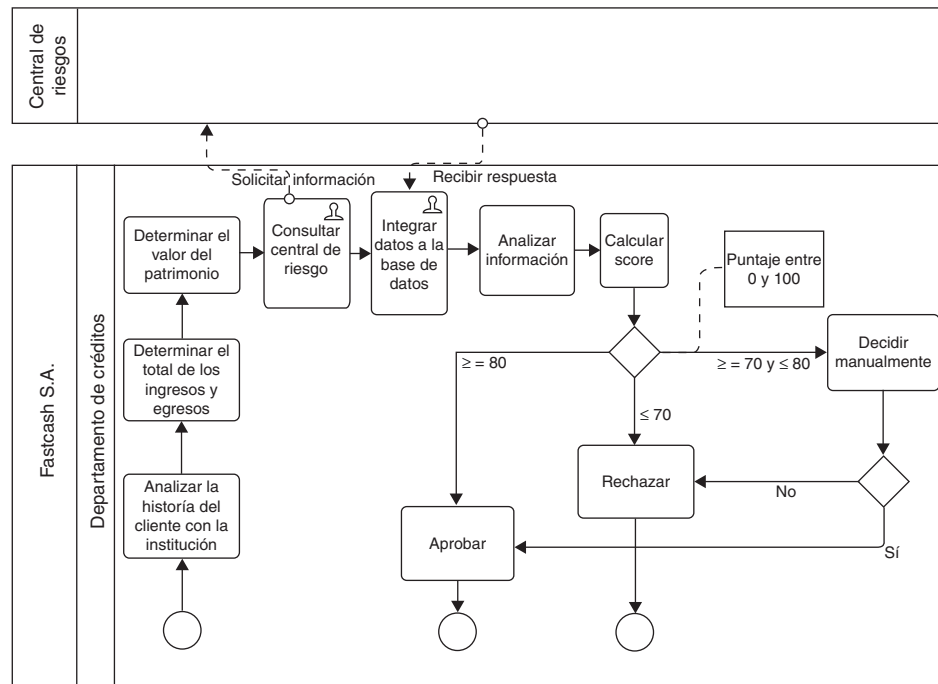 Central de
riesgos
Fastcash S.A.
Departamento de créditos
Solicitar información
Recibir respuesta
Determinar el
valor del
patrimonio
Consultar
central de
riesgo
Integrar
datos a la
base de
datos
Analizar
información
Calcular
score
Puntaje entre
0 y 100
Determinar el
total de los
ingresos y
egresos
≥ = 80
≥ = 70 y ≤ 80
Decidir
manualmente
≤ 70
Analizar la
historía del
cliente con la
institución
Rechazar
No
Aprobar
Sí